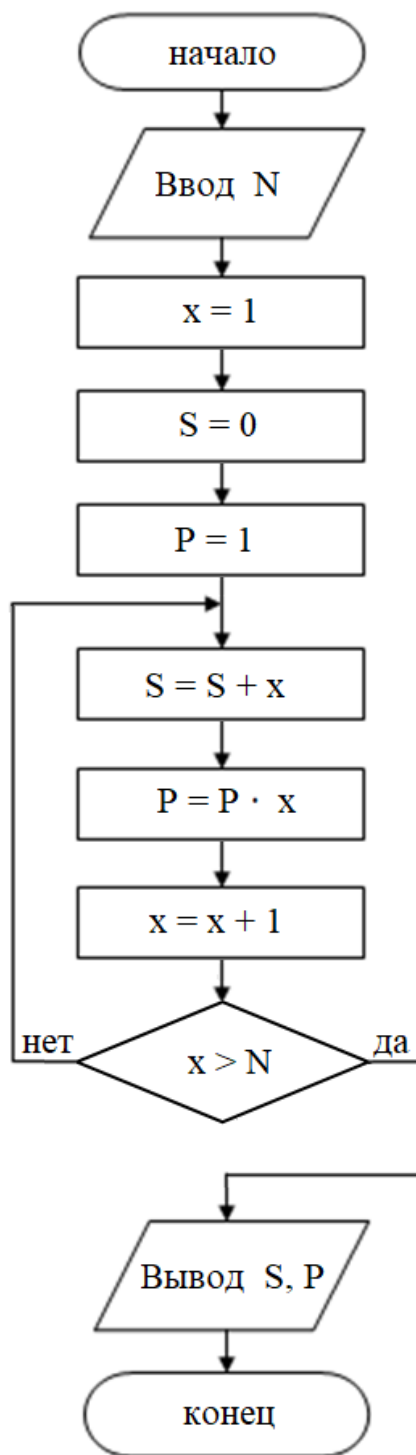 начало
Ввод N
x = 1
S = 0
P = 1
S = S + x
P = P · x
x = x + 1
нет
x > N
да
Вывод S, P
конец